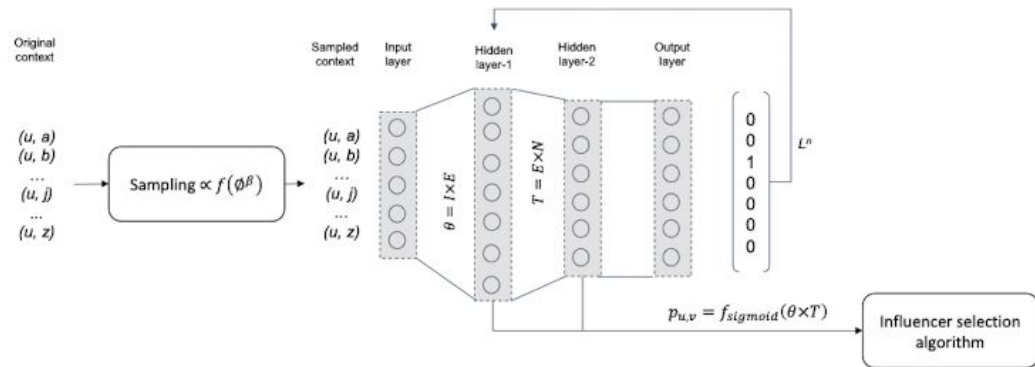 Original
context
(u, a)
(u, b)
...
(u, j)
...
(u, z)
Sampling ∝ f(∅^β)
Sampled
context
(u, a)
(u, b)
...
(u, j)
...
(u, z)
Input
layer
θ = I×E
Hidden
layer-1
T = E×N
Hidden
layer-2
Output
layer
0
0
1
0
0
0
0
L^n
p_{u,v} = f_{sigmoid}(θ×T)
Influencer selection
algorithm